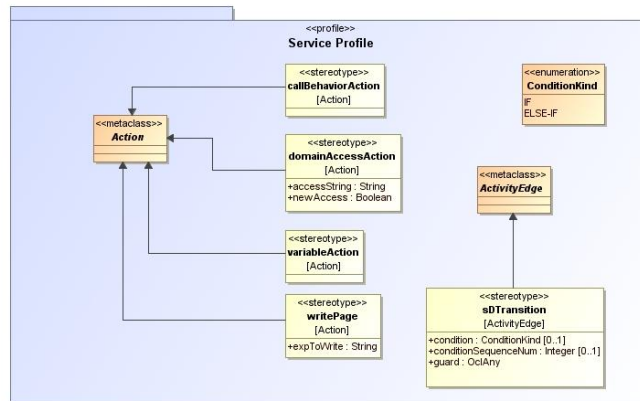 <<profile>>
Service Profile
<<stereotype>>
callBehaviorAction
[Action]
<<enumeration>>
ConditionKind
IF
ELSE-IF
<<metaclass>>
Action
<<stereotype>>
domainAccessAction
[Action]
+accessString : String
+newAccess : Boolean
<<metaclass>>
ActivityEdge
<<stereotype>>
variableAction
[Action]
<<stereotype>>
writePage
[Action]
+expToWrite : String
<<stereotype>>
sDTransition
[ActivityEdge]
+condition : ConditionKind [0..1]
+conditionSequenceNum : Integer [0..1]
+guard : OclAny